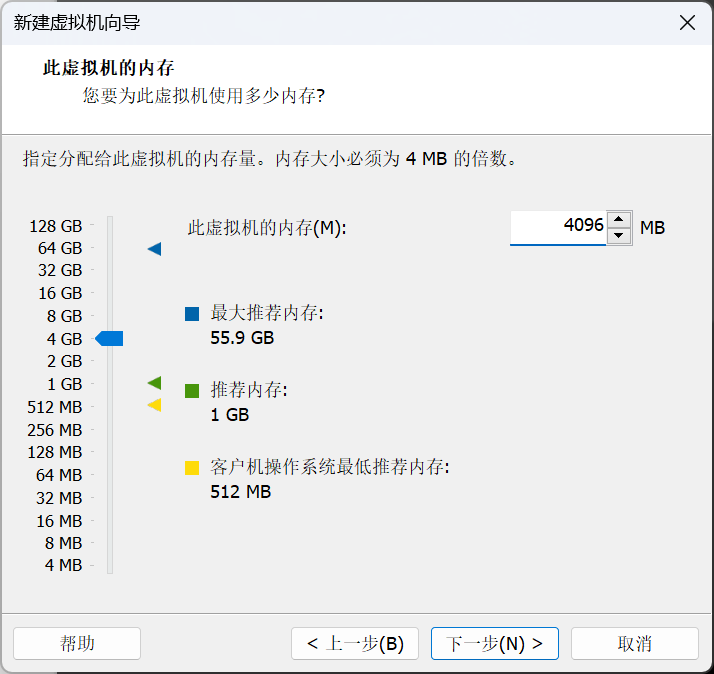 新建虚拟机向导
此虚拟机的内存
您要为此虚拟机使用多少内存?
指定分配给此虚拟机的内存量。内存大小必须为 4 MB 的倍数。
128 GB
64 GB
32 GB
16 GB
8 GB
4 GB
2 GB
1 GB
512 MB
256 MB
128 MB
64 MB
32 MB
16 MB
8 MB
4 MB
此虚拟机的内存(M):
4096 MB
最大推荐内存:
55.9 GB
推荐内存:
1 GB
客户机操作系统最低推荐内存:
512 MB
帮助
< 上一步(B)
下一步(N) >
取消